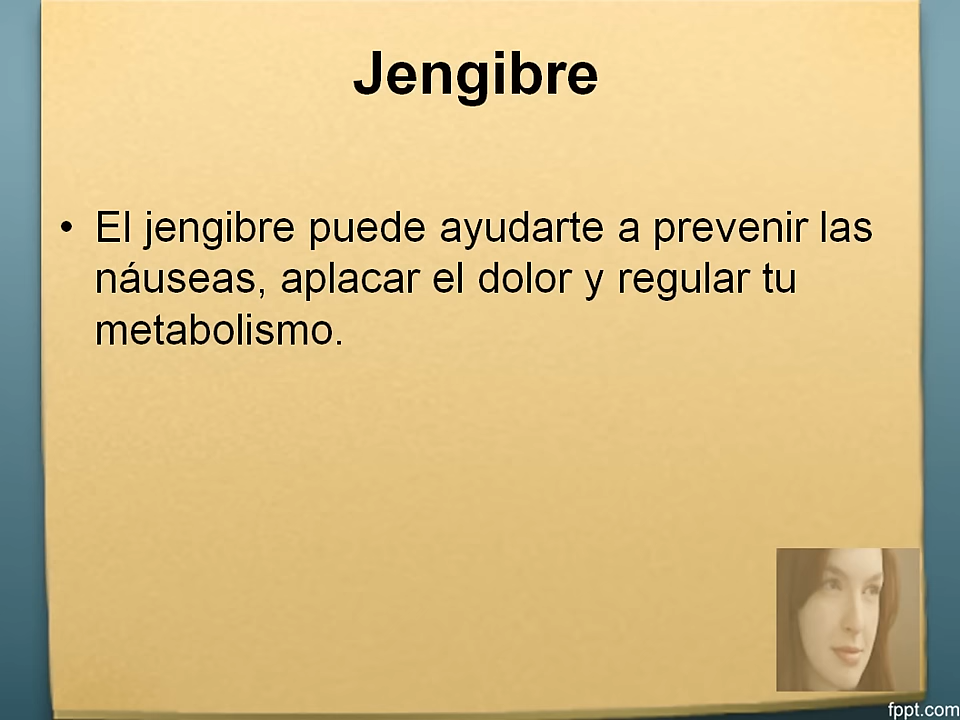 Jengibre
• El jengibre puede ayudarte a prevenir las
náuseas, aplacar el dolor y regular tu
metabolismo.
fppt.com